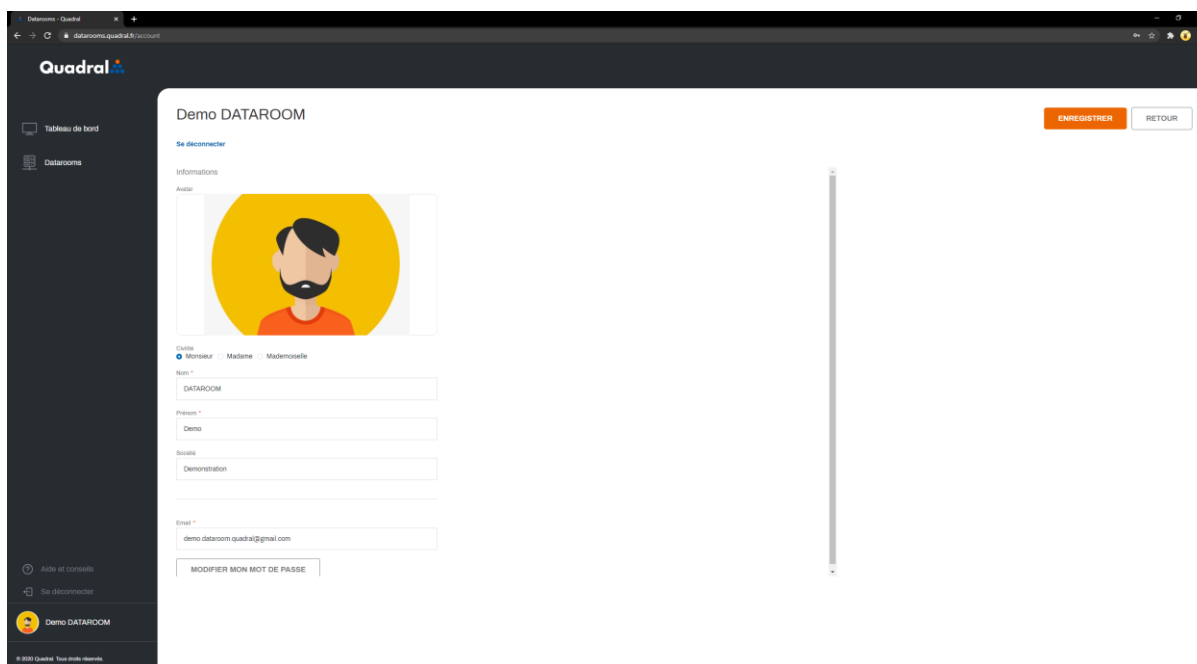 Datarooms - Quadral
datarooms.quadral.fr/account
Quadral
Tableau de bord
Datarooms
Demo DATAROOM
ENREGISTRER
RETOUR
Se déconnecter
Informations
Avatar
Civilité
Monsieur Madame Mademoiselle
Nom *
DATAROOM
Prénom *
Demo
Société
Demonstration
Email *
demo.dataroom.quadral@gmail.com
MODIFIER MON MOT DE PASSE
Aide et conseils
Se déconnecter
Demo DATAROOM
© 2020 Quadral. Tous droits réservés.